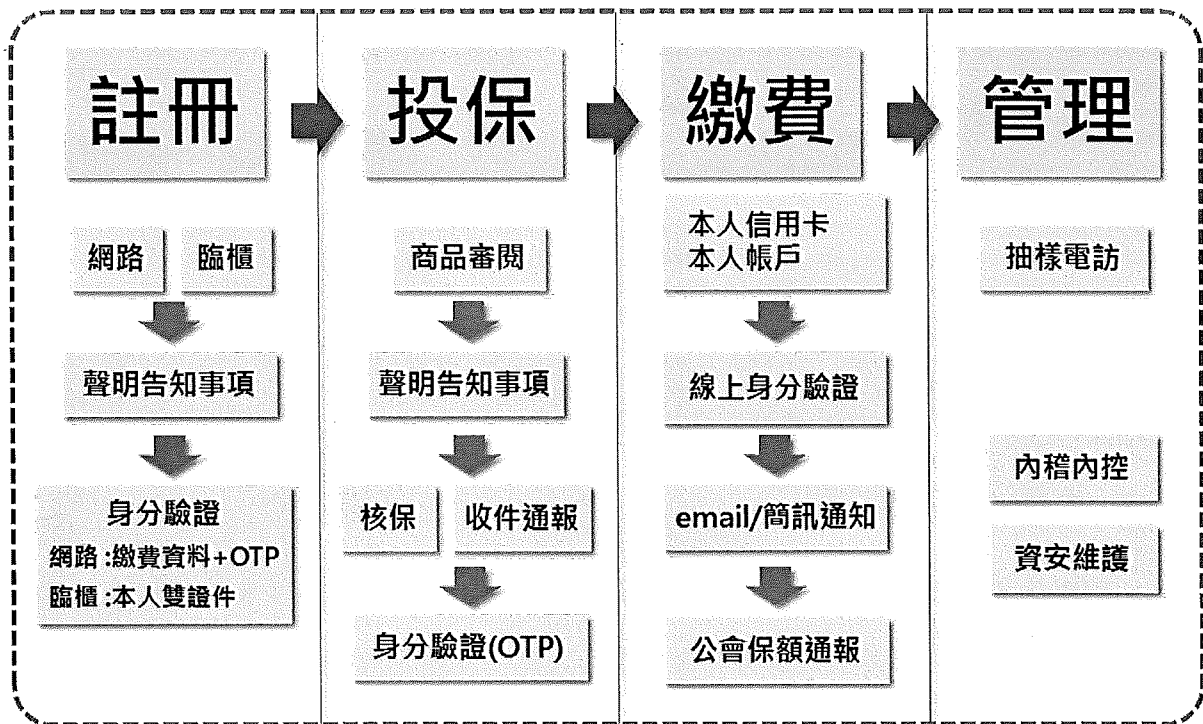 註冊
投保
繳費
管理
網路
臨櫃
聲明告知事項
身分驗證
網路:繳費資料+OTP
臨櫃:本人雙證件
商品審閱
聲明告知事項
核保
收件通報
身分驗證(OTP)
本人信用卡
本人帳戶
線上身分驗證
email/簡訊通知
公會保額通報
抽樣電訪
內稽內控
資安維護